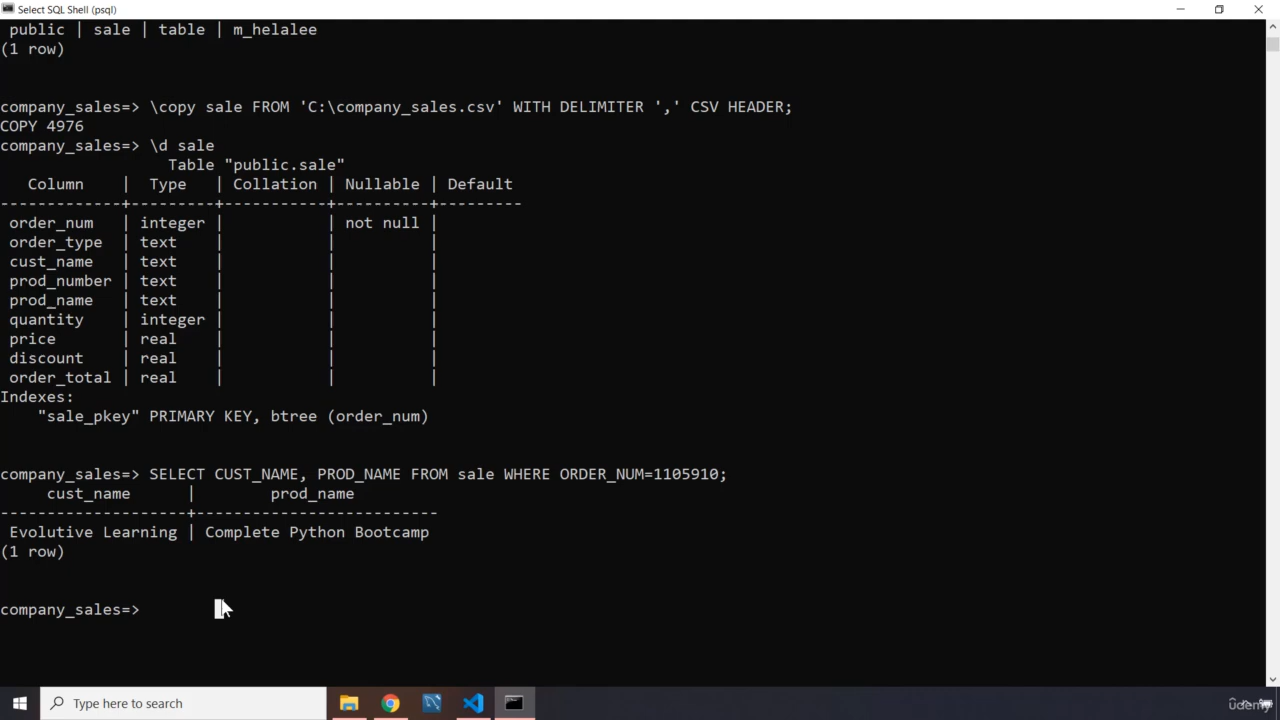 Select SQL Shell (psql)
public | sale | table | m_helalee
(1 row)
company_sales=> \copy sale FROM 'C:\company_sales.csv' WITH DELIMITER ',' CSV HEADER;
COPY 4976
company_sales=> \d sale
Table "public.sale"
Column | Type | Collation | Nullable | Default
-------------+---------+-----------+----------+---------
order_num | integer | | not null |
order_type | text | | |
cust_name | text | | |
prod_number | text | | |
prod_name | text | | |
quantity | integer | | |
price | real | | |
discount | real | | |
order_total | real | | |
Indexes:
"sale_pkey" PRIMARY KEY, btree (order_num)
company_sales=> SELECT CUST_NAME, PROD_NAME FROM sale WHERE ORDER_NUM=1105910;
cust_name | prod_name
--------------------+--------------------------
Evolutive Learning | Complete Python Bootcamp
(1 row)
company_sales=>
Type here to search
udemy